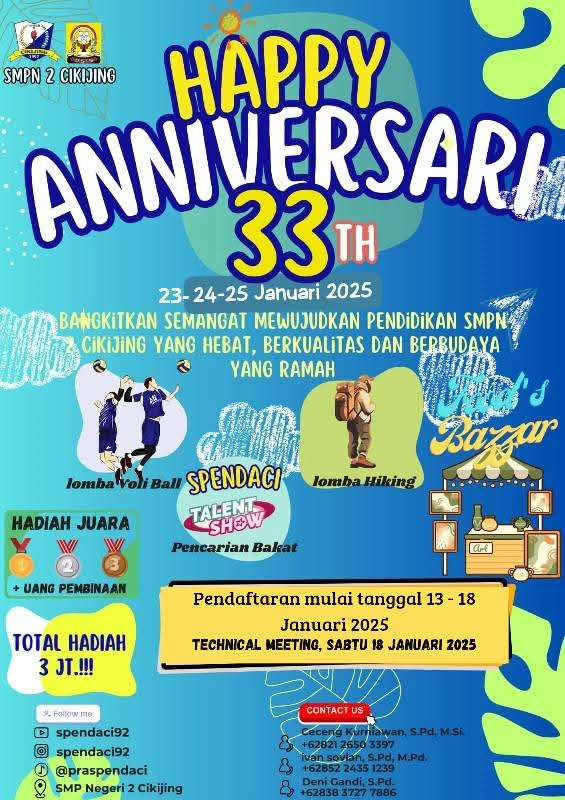 CIKIJING
SMPN 2 CIKIJING
HAPPY
ANNIVERSARI
33TH
23-24-25 Januari 2025
BANGKITKAN SEMANGAT MEWUJUDKAN PENDIDIKAN SMPN
2 CIKIJING YANG HEBAT, BERKUALITAS DAN BERBUDAYA
YANG RAMAH
lomba Voli Ball
lomba Hiking
Food's
Bazzar
SPENDACI
TALENT
SHOW
Pencarian Bakat
Art
HADIAH JUARA
1 2 3
+ UANG PEMBINAAN
Pendaftaran mulai tanggal 13 - 18
Januari 2025
TECHNICAL MEETING, SABTU 18 JANUARI 2025
TOTAL HADIAH
3 JT.!!!
Follow me
spendaci92
spendaci92
@praspendaci
SMP Negeri 2 Cikijing
CONTACT US
Ceceng Kurniawan, S.Pd, M.Si.
+62821 2650 3397
ivan sovian, S.Pd, M.Pd.
+62852 2435 1239
Deni Gandi, S.Pd.
+62838 3727 7886